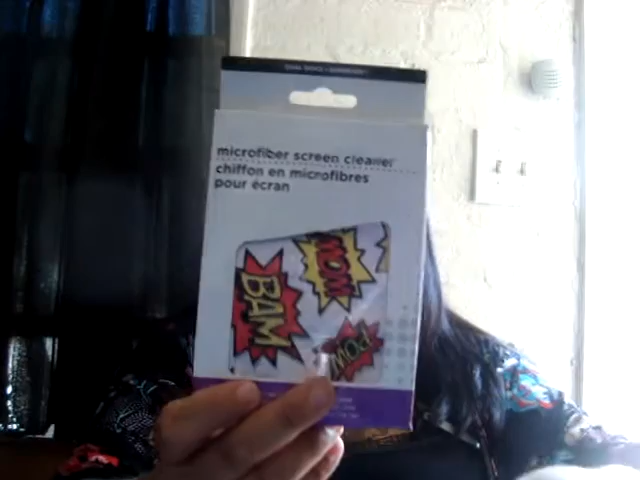 microfiber screen cleaner
chiffon en microfibres
pour écran
BAM
WOW
POW